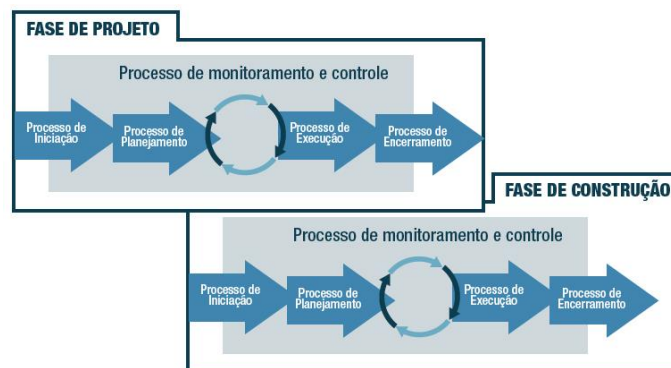 FASE DE PROJETO
Processo de monitoramento e controle
Processo de
Iniciação
Processo de
Planejamento
Processo de
Execução
Processo de
Encerramento
FASE DE CONSTRUÇÃO
Processo de monitoramento e controle
Processo de
Iniciação
Processo de
Planejamento
Processo de
Execução
Processo de
Encerramento